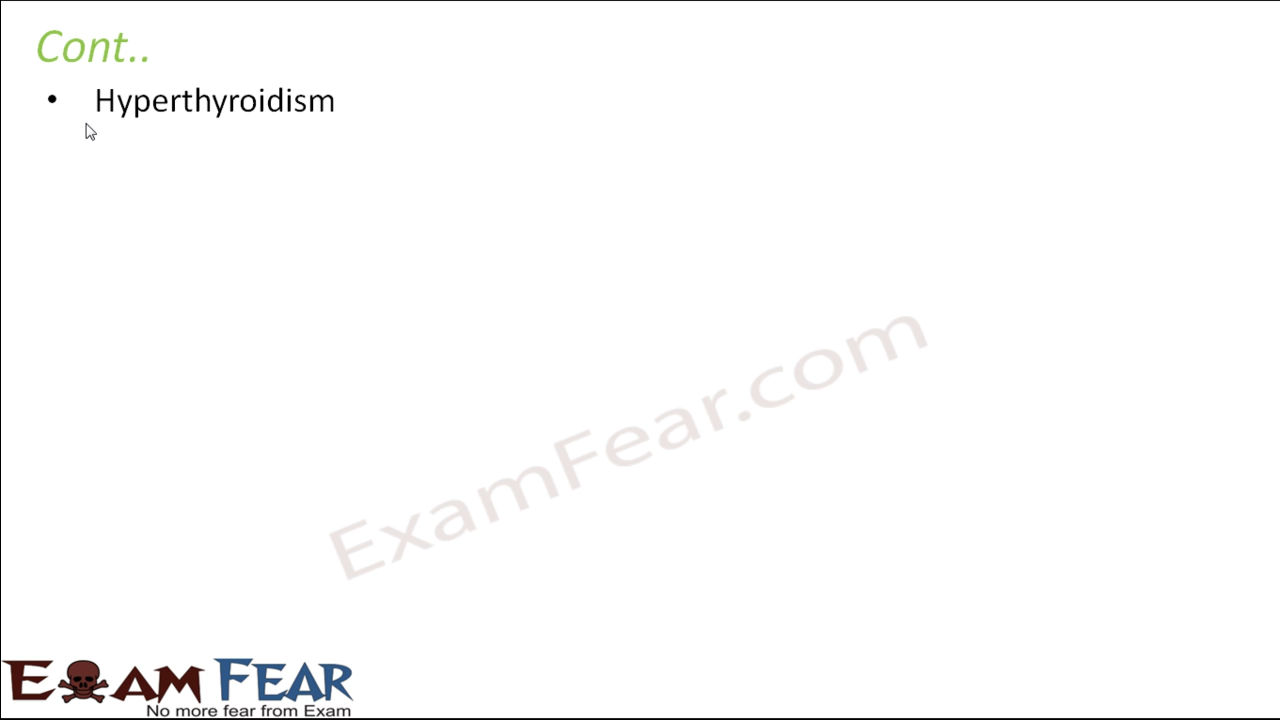 Cont..
• Hyperthyroidism
ExamFear.com
EXAM FEAR
No more fear from Exam